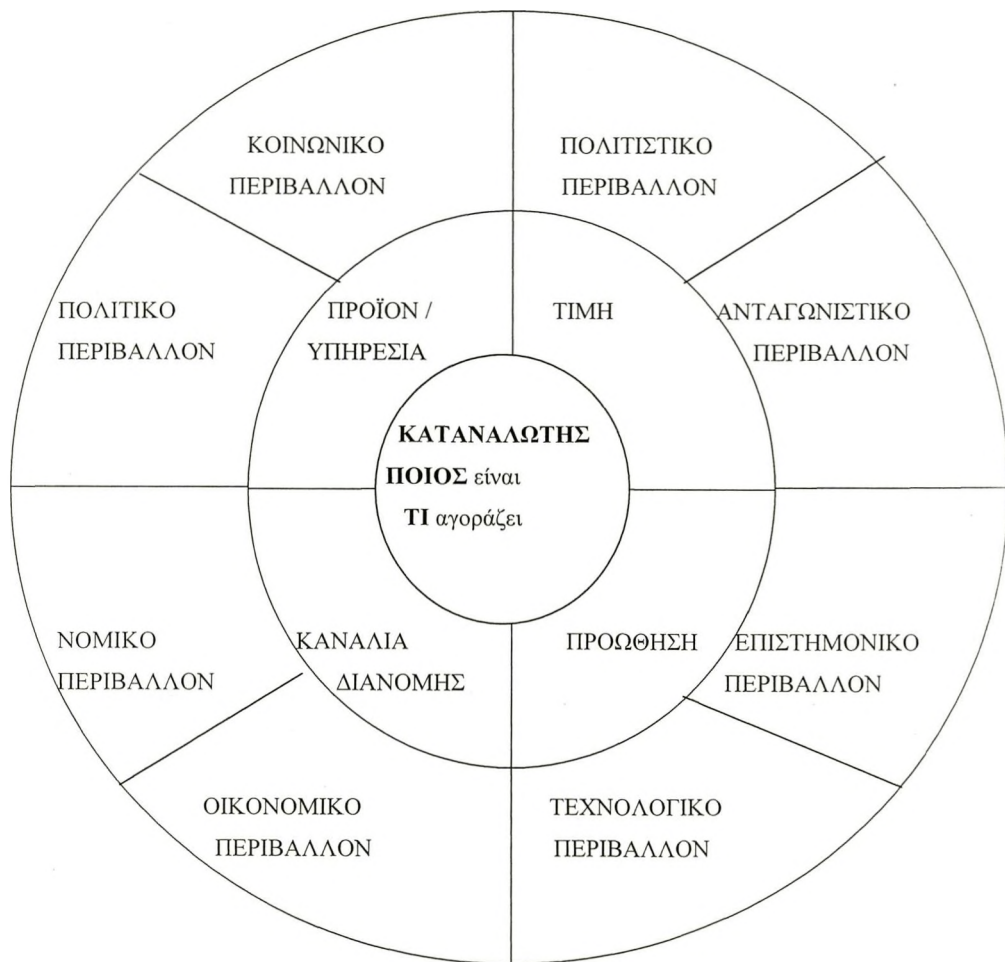 ΚΟΙΝΩΝΙΚΟ
ΠΕΡΙΒΑΛΛΟΝ
ΠΟΛΙΤΙΣΤΙΚΟ
ΠΕΡΙΒΑΛΛΟΝ
ΠΟΛΙΤΙΚΟ
ΠΕΡΙΒΑΛΛΟΝ
ΠΡΟΪΟΝ /
ΥΠΗΡΕΣΙΑ
ΤΙΜΗ
ΑΝΤΑΓΩΝΙΣΤΙΚΟ
ΠΕΡΙΒΑΛΛΟΝ
ΚΑΤΑΝΑΛΩΤΗΣ
ΠΟΙΟΣ είναι
ΤΙ αγοράζει
ΝΟΜΙΚΟ
ΠΕΡΙΒΑΛΛΟΝ
ΚΑΝΑΛΙΑ
ΔΙΑΝΟΜΗΣ
ΠΡΟΩΘΗΣΗ
ΕΠΙΣΤΗΜΟΝΙΚΟ
ΠΕΡΙΒΑΛΛΟΝ
ΟΙΚΟΝΟΜΙΚΟ
ΠΕΡΙΒΑΛΛΟΝ
ΤΕΧΝΟΛΟΓΙΚΟ
ΠΕΡΙΒΑΛΛΟΝ